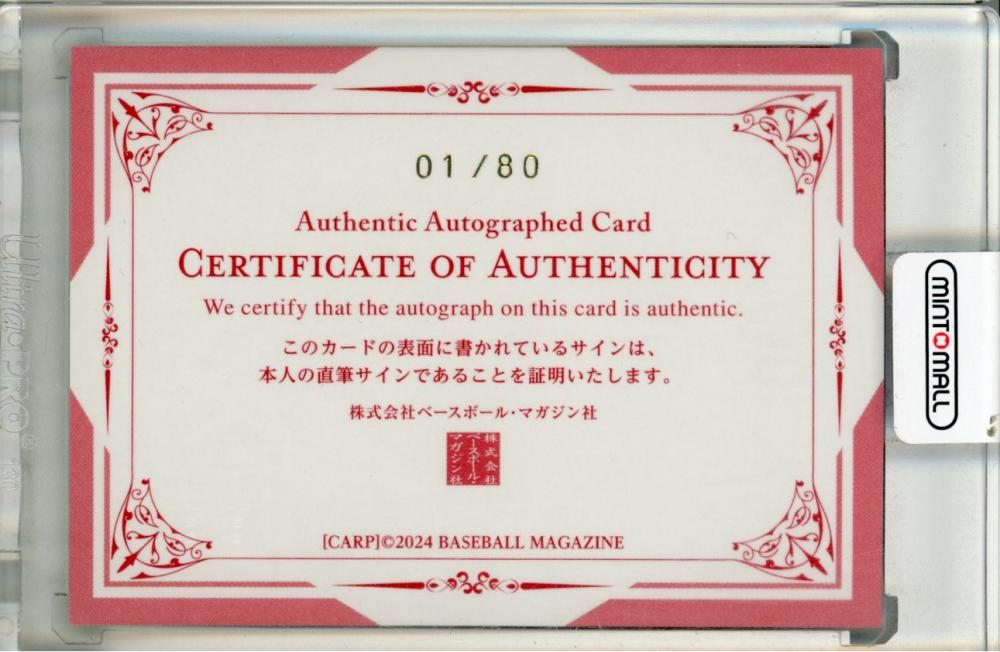 01/80
Authentic Autographed Card
CERTIFICATE OF AUTHENTICITY
We certify that the autograph on this card is authentic.
このカードの表面に書かれているサインは、
本人の直筆サインであることを証明いたします。
株式会社ベースボール・マガジン社
株式会社
ベースボール・
マガジン社
[CARP]©2024 BASEBALL MAGAZINE
MINTOMALL
Ultra·PRO®
130